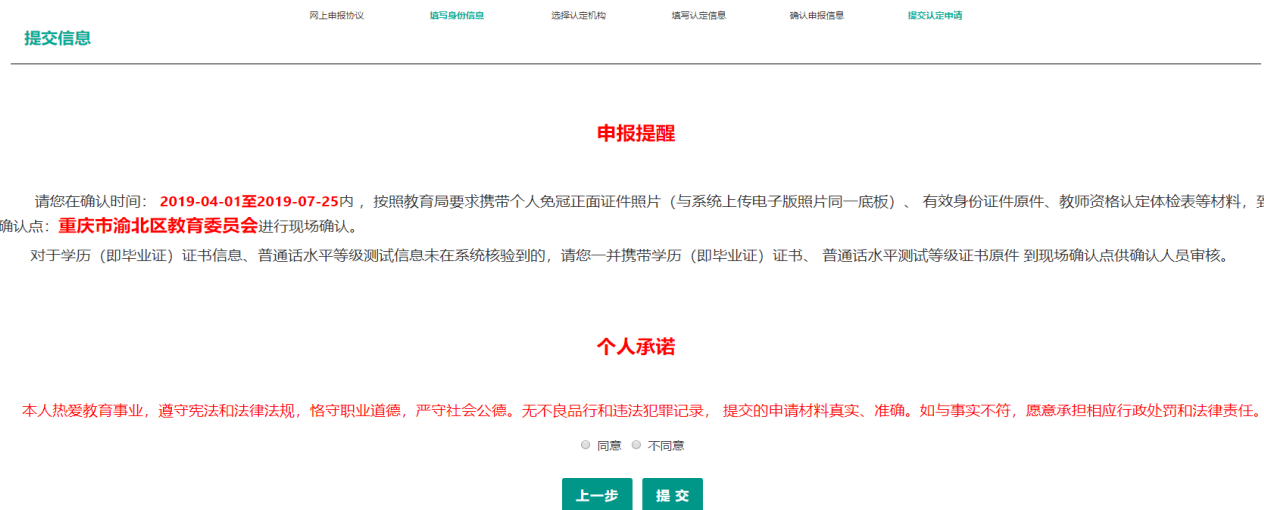 网上申报协议 填写身份信息 选择认定机构 填写认定信息 确认申报信息 提交认定申请
提交信息
申报提醒
请您在确认时间： 2019-04-01至2019-07-25内 ，按照教育局要求携带个人免冠正面证件照片（与系统上传电子版照片同一底板）、 有效身份证件原件、教师资格认定体检表等材料，到
确认点：重庆市渝北区教育委员会进行现场确认。
对于学历（即毕业证）证书信息、普通话水平等级测试信息未在系统核验到的，请您一并携带学历（即毕业证）证书、 普通话水平测试等级证书原件 到现场确认点供确认人员审核。
个人承诺
本人热爱教育事业，遵守宪法和法律法规，恪守职业道德，严守社会公德。无不良品行和违法犯罪记录， 提交的申请材料真实、准确。如与事实不符，愿意承担相应行政处罚和法律责任。
同意 不同意
上一步 提 交